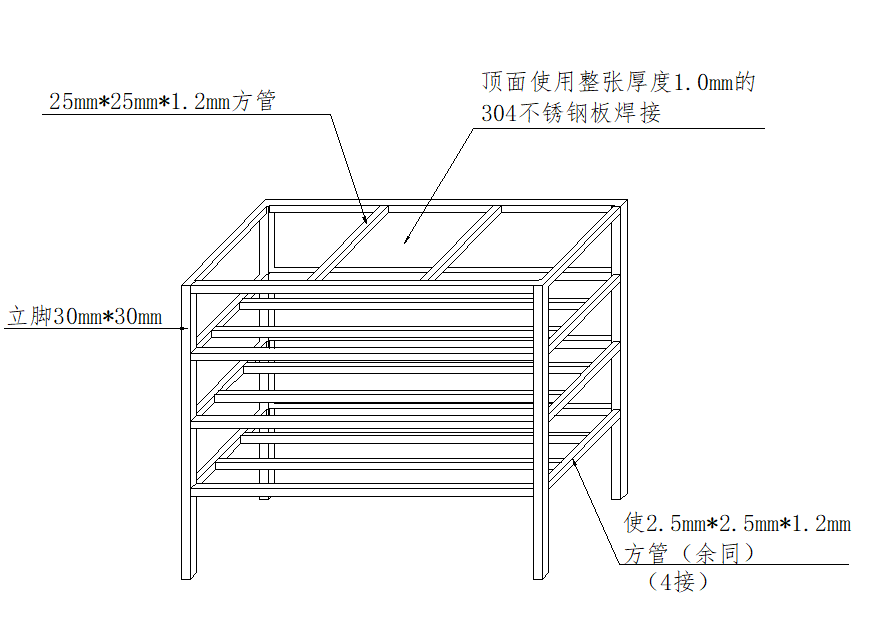 25mm*25mm*1.2mm方管
顶面使用整张厚度1.0mm的
304不锈钢板焊接
立脚30mm*30mm
使2.5mm*2.5mm*1.2mm
方管（余同）
（4接）